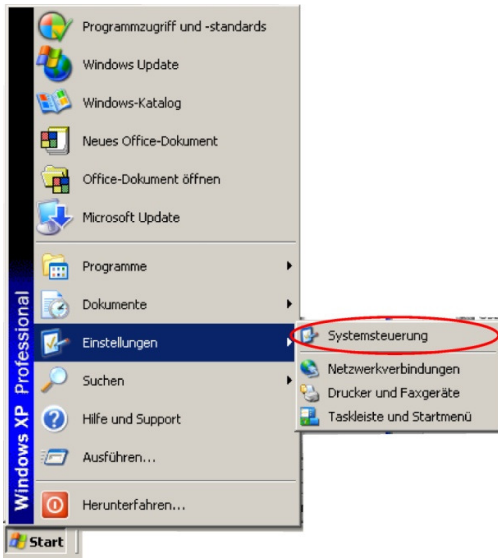 Programmzugriff und -standards
Windows Update
Windows-Katalog
Neues Office-Dokument
Office-Dokument öffnen
Microsoft Update
Programme
Dokumente
Einstellungen
Suchen
Hilfe und Support
Ausführen...
Herunterfahren...
Systemsteuerung
Netzwerkverbindungen
Drucker und Faxgeräte
Taskleiste und Startmenü
Windows XP Professional
Start